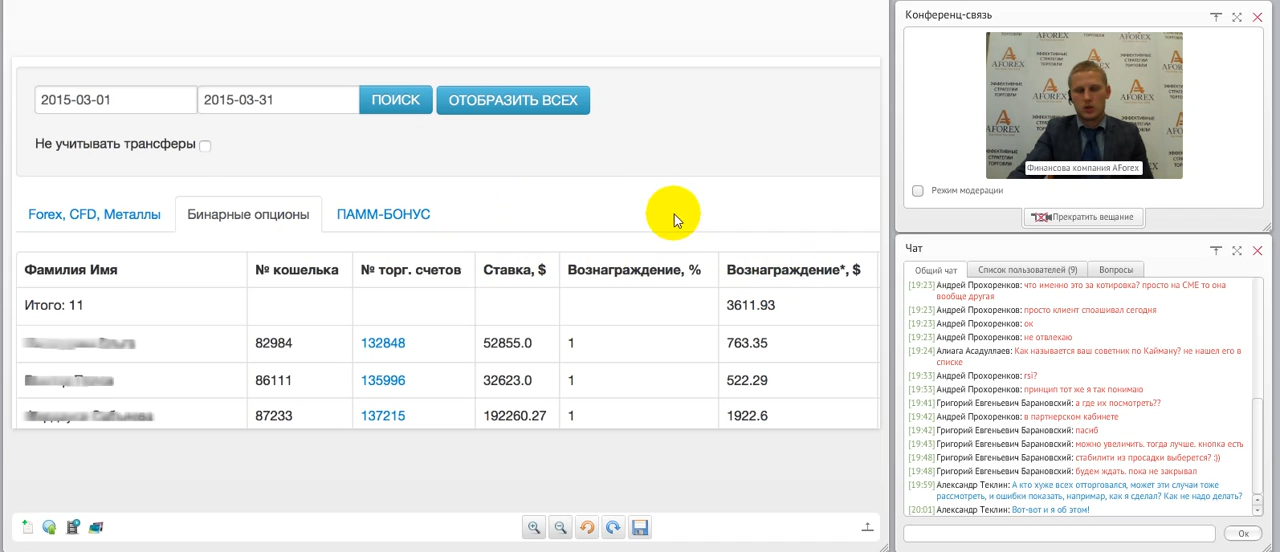 2015-03-01 2015-03-31 ПОИСК ОТОБРАЗИТЬ ВСЕХ
Не учитывать трансферы
Forex, CFD, Металлы Бинарные опционы ПАММ-БОНУС
Фамилия Имя № кошелька № торг. счетов Ставка, $ Вознаграждение, % Вознаграждение*, $
Итого: 11 3611.93
82984 132848 52855.0 1 763.35
86111 135996 32623.0 1 522.29
87233 137215 192260.27 1 1922.6
Конференц-связь
AFOREX
ЭФФЕКТИВНЫЕ СТРАТЕГИИ ТОРГОВЛИ
Финансова компания AForex
Режим модерации
Прекратить вещание
Чат
Общий чат Список пользователей (9) Вопросы
[19:23] Андрей Прохоренков: что именно это за котировка? просто на СМЕ то она
вообще другая
[19:23] Андрей Прохоренков: просто клиент споашивал сегодня
[19:23] Андрей Прохоренков: ок
[19:23] Андрей Прохоренков: не отвлекаю
[19:24] Алиага Асадуллаев: Как называется ваш советник по Кайману? не нашел его в
списке
[19:33] Андрей Прохоренков: rsi?
[19:33] Андрей Прохоренков: принцип тот же я так понимаю
[19:41] Григорий Евгеньевич Барановский: а где их посмотреть??
[19:42] Андрей Прохоренков: в партнерском кабинете
[19:42] Григорий Евгеньевич Барановский: пасиб
[19:43] Григорий Евгеньевич Барановский: можно увеличить. тогда лучше. кнопка есть
[19:48] Григорий Евгеньевич Барановский: стабилити из просадки выберется? :))
[19:48] Григорий Евгеньевич Барановский: будем ждать. пока не закрывал
[19:59] Александр Теклин: А кто хуже всех отторговался, может эти случаи тоже
рассмотреть, и ошибки показать, напримар, как я сделал? Как не надо делать?
[20:01] Александр Теклин: Вот-вот и я об этом!
Ок